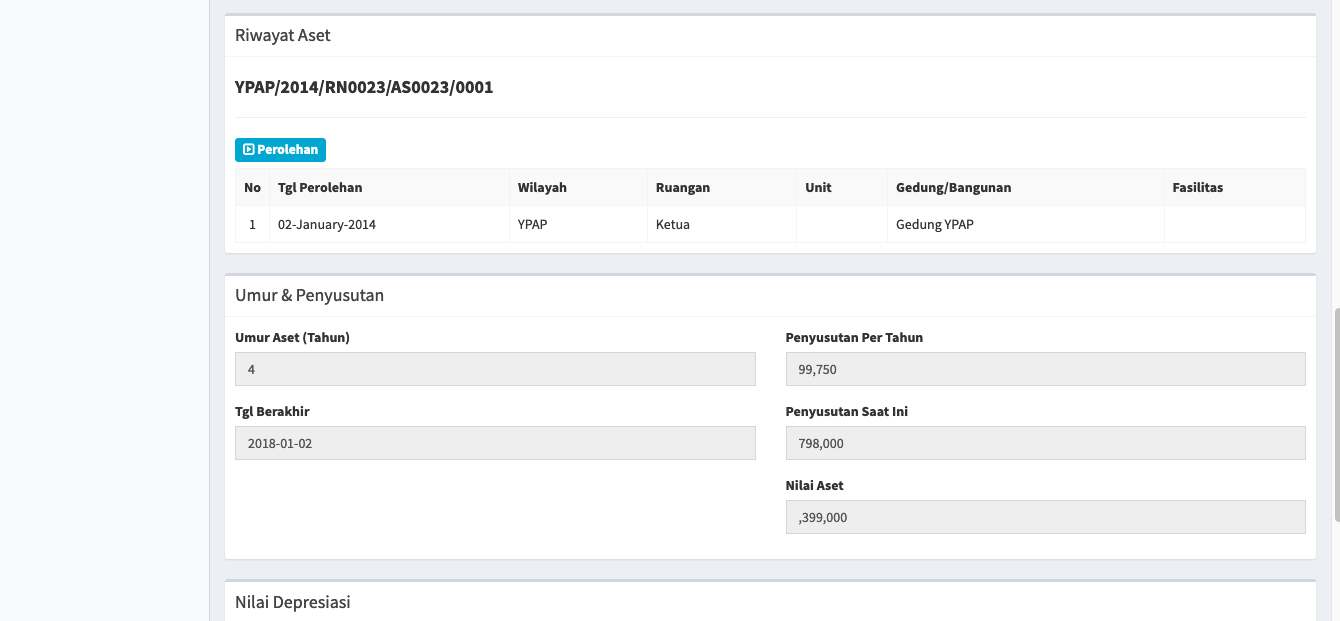 Riwayat Aset
YPAP/2014/RN0023/AS0023/0001
Perolehan
No Tgl Perolehan Wilayah Ruangan Unit Gedung/Bangunan Fasilitas
1 02-January-2014 YPAP Ketua Gedung YPAP
Umur & Penyusutan
Umur Aset (Tahun) Penyusutan Per Tahun
4 99,750
Tgl Berakhir Penyusutan Saat Ini
2018-01-02 798,000
Nilai Aset
,399,000
Nilai Depresiasi